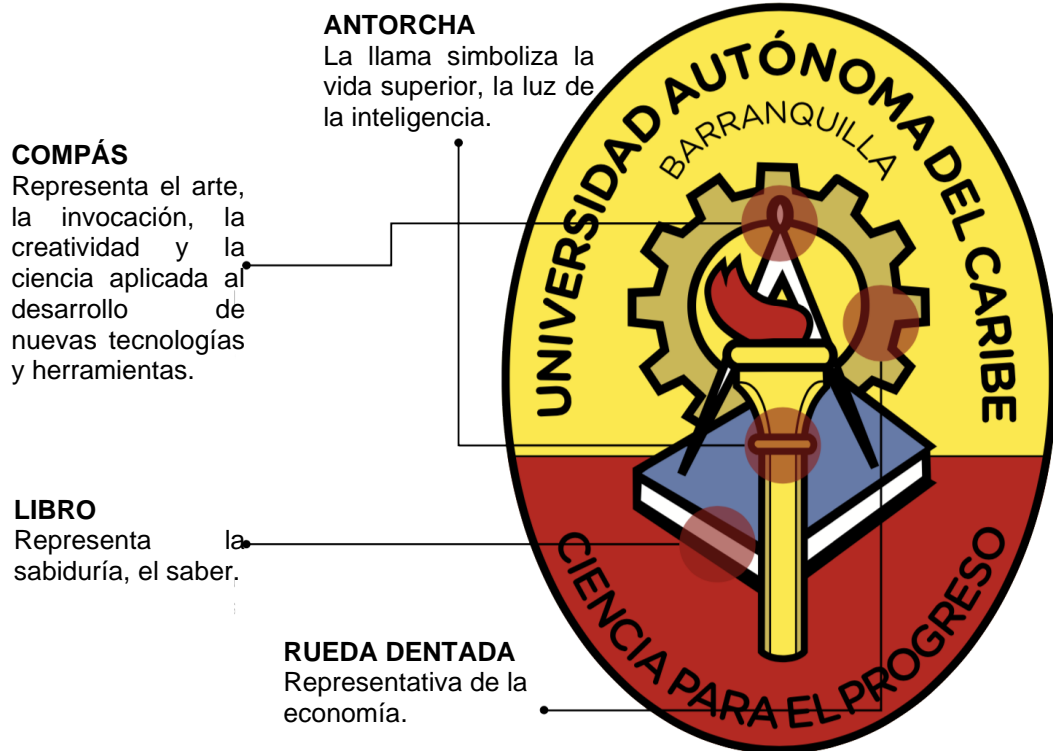 ANTORCHA
La llama simboliza la
vida superior, la luz de
la inteligencia.
COMPÁS
Representa el arte,
la invocación, la
creatividad y la
ciencia aplicada al
desarrollo de
nuevas tecnologías
y herramientas.
LIBRO
Representa la
sabiduría, el saber.
RUEDA DENTADA
Representativa de la
economía.
UNIVERSIDAD AUTÓNOMA DEL CARIBE
BARRANQUILLA
CIENCIA PARA EL PROGRESO